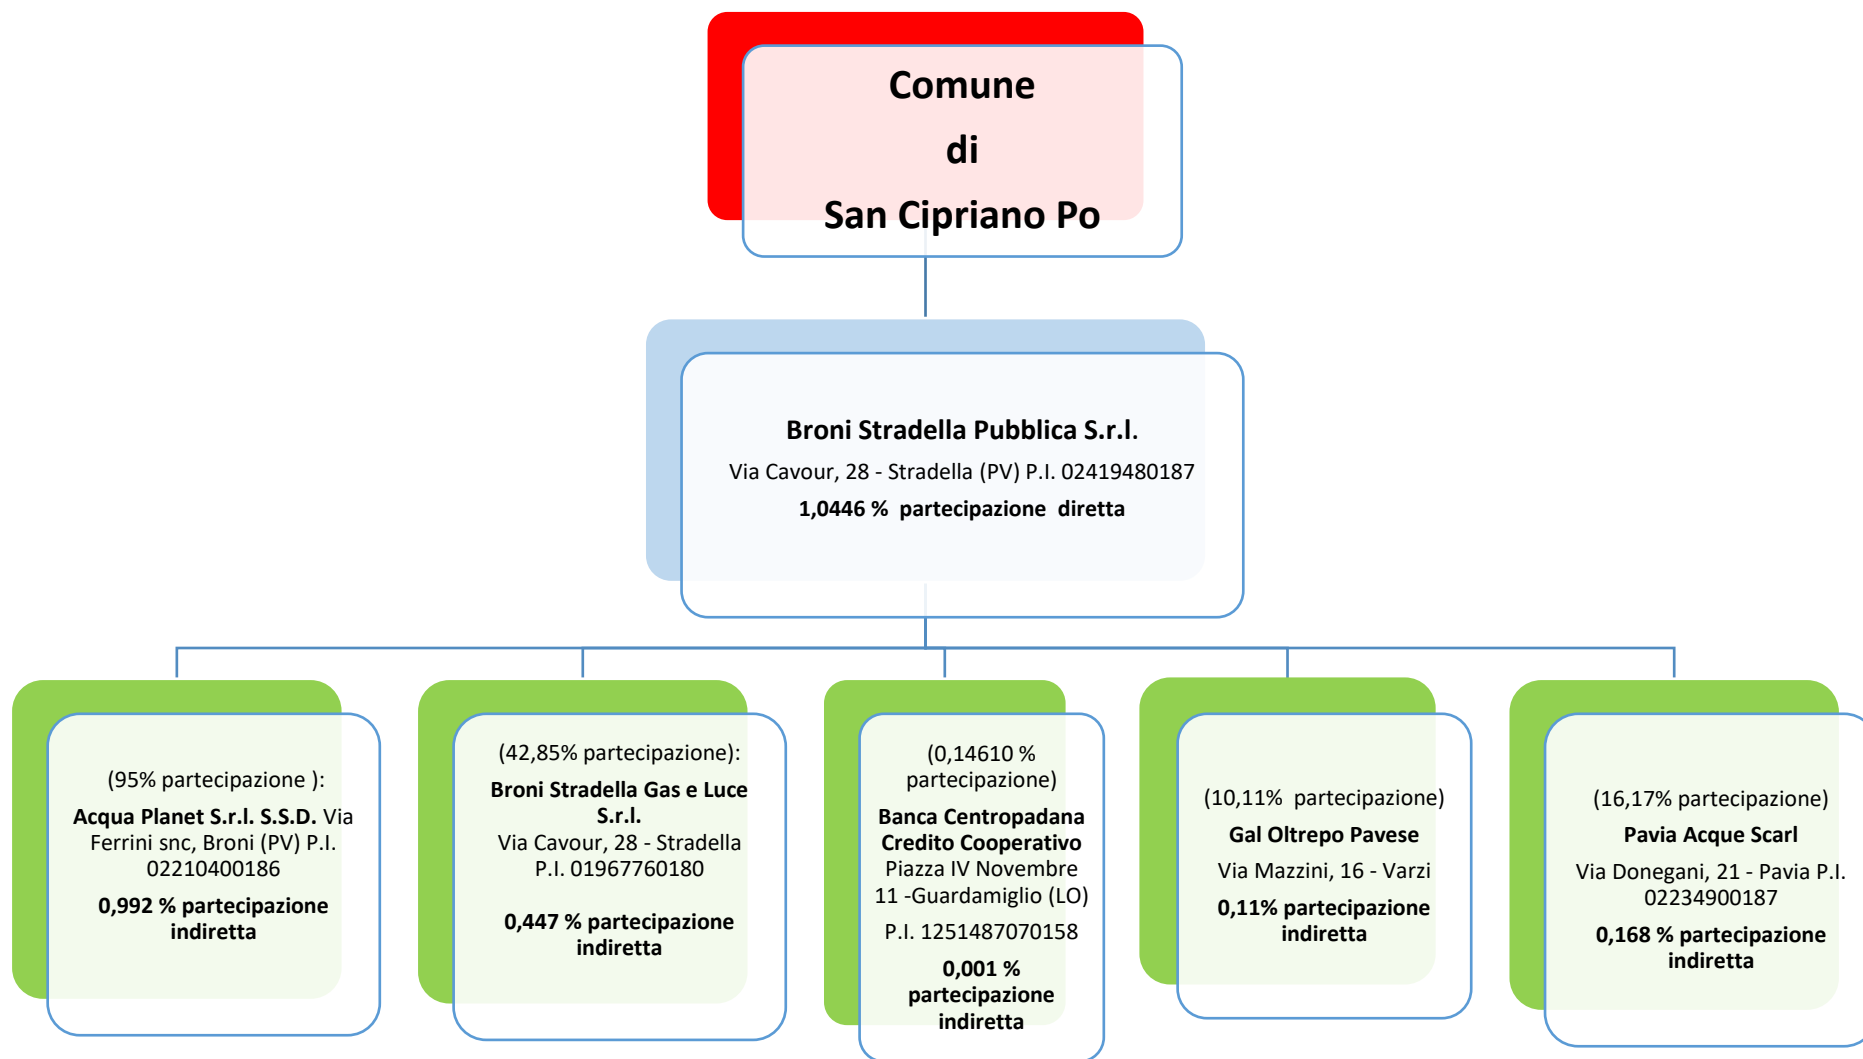 Comune
di
San Cipriano Po
Broni Stradella Pubblica S.r.l.
Via Cavour, 28 - Stradella (PV) P.I. 02419480187
1,0446 % partecipazione diretta
(95% partecipazione ):
Acqua Planet S.r.l. S.S.D. Via
Ferrini snc, Broni (PV) P.I.
02210400186
0,992 % partecipazione
indiretta
(42,85% partecipazione):
Broni Stradella Gas e Luce
S.r.l.
Via Cavour, 28 - Stradella
P.I. 01967760180
0,447 % partecipazione
indiretta
(0,14610 %
partecipazione)
Banca Centropadana
Credito Cooperativo
Piazza IV Novembre
11 -Guardamiglio (LO)
P.I. 1251487070158
0,001 %
partecipazione
indiretta
(10,11% partecipazione)
Gal Oltrepo Pavese
Via Mazzini, 16 - Varzi
0,11% partecipazione
indiretta
(16,17% partecipazione)
Pavia Acque Scarl
Via Donegani, 21 - Pavia P.I.
02234900187
0,168 % partecipazione
indiretta